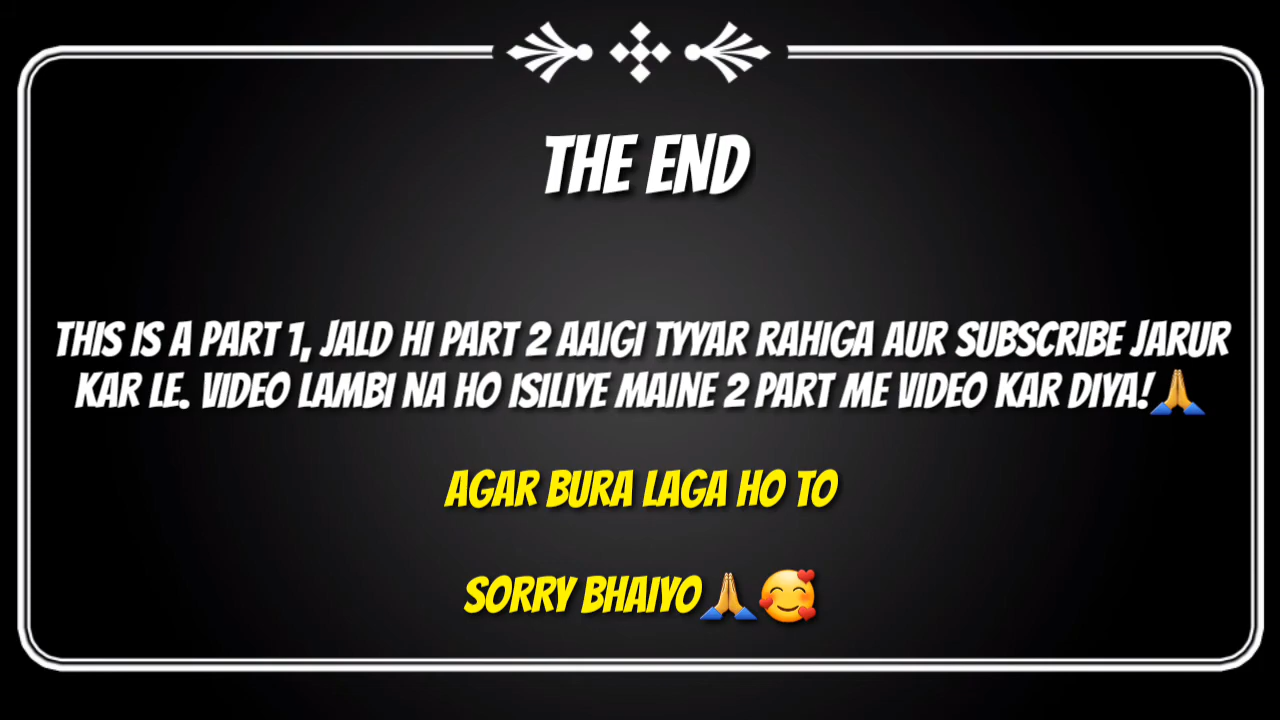 THE END
THIS IS A PART 1, JALD HI PART 2 AAIGI TYYAR RAHIGA AUR SUBSCRIBE JARUR
KAR LE. VIDEO LAMBI NA HO ISILIYE MAINE 2 PART ME VIDEO KAR DIYA!🙏
AGAR BURA LAGA HO TO
SORRY BHAIYO🙏🥰